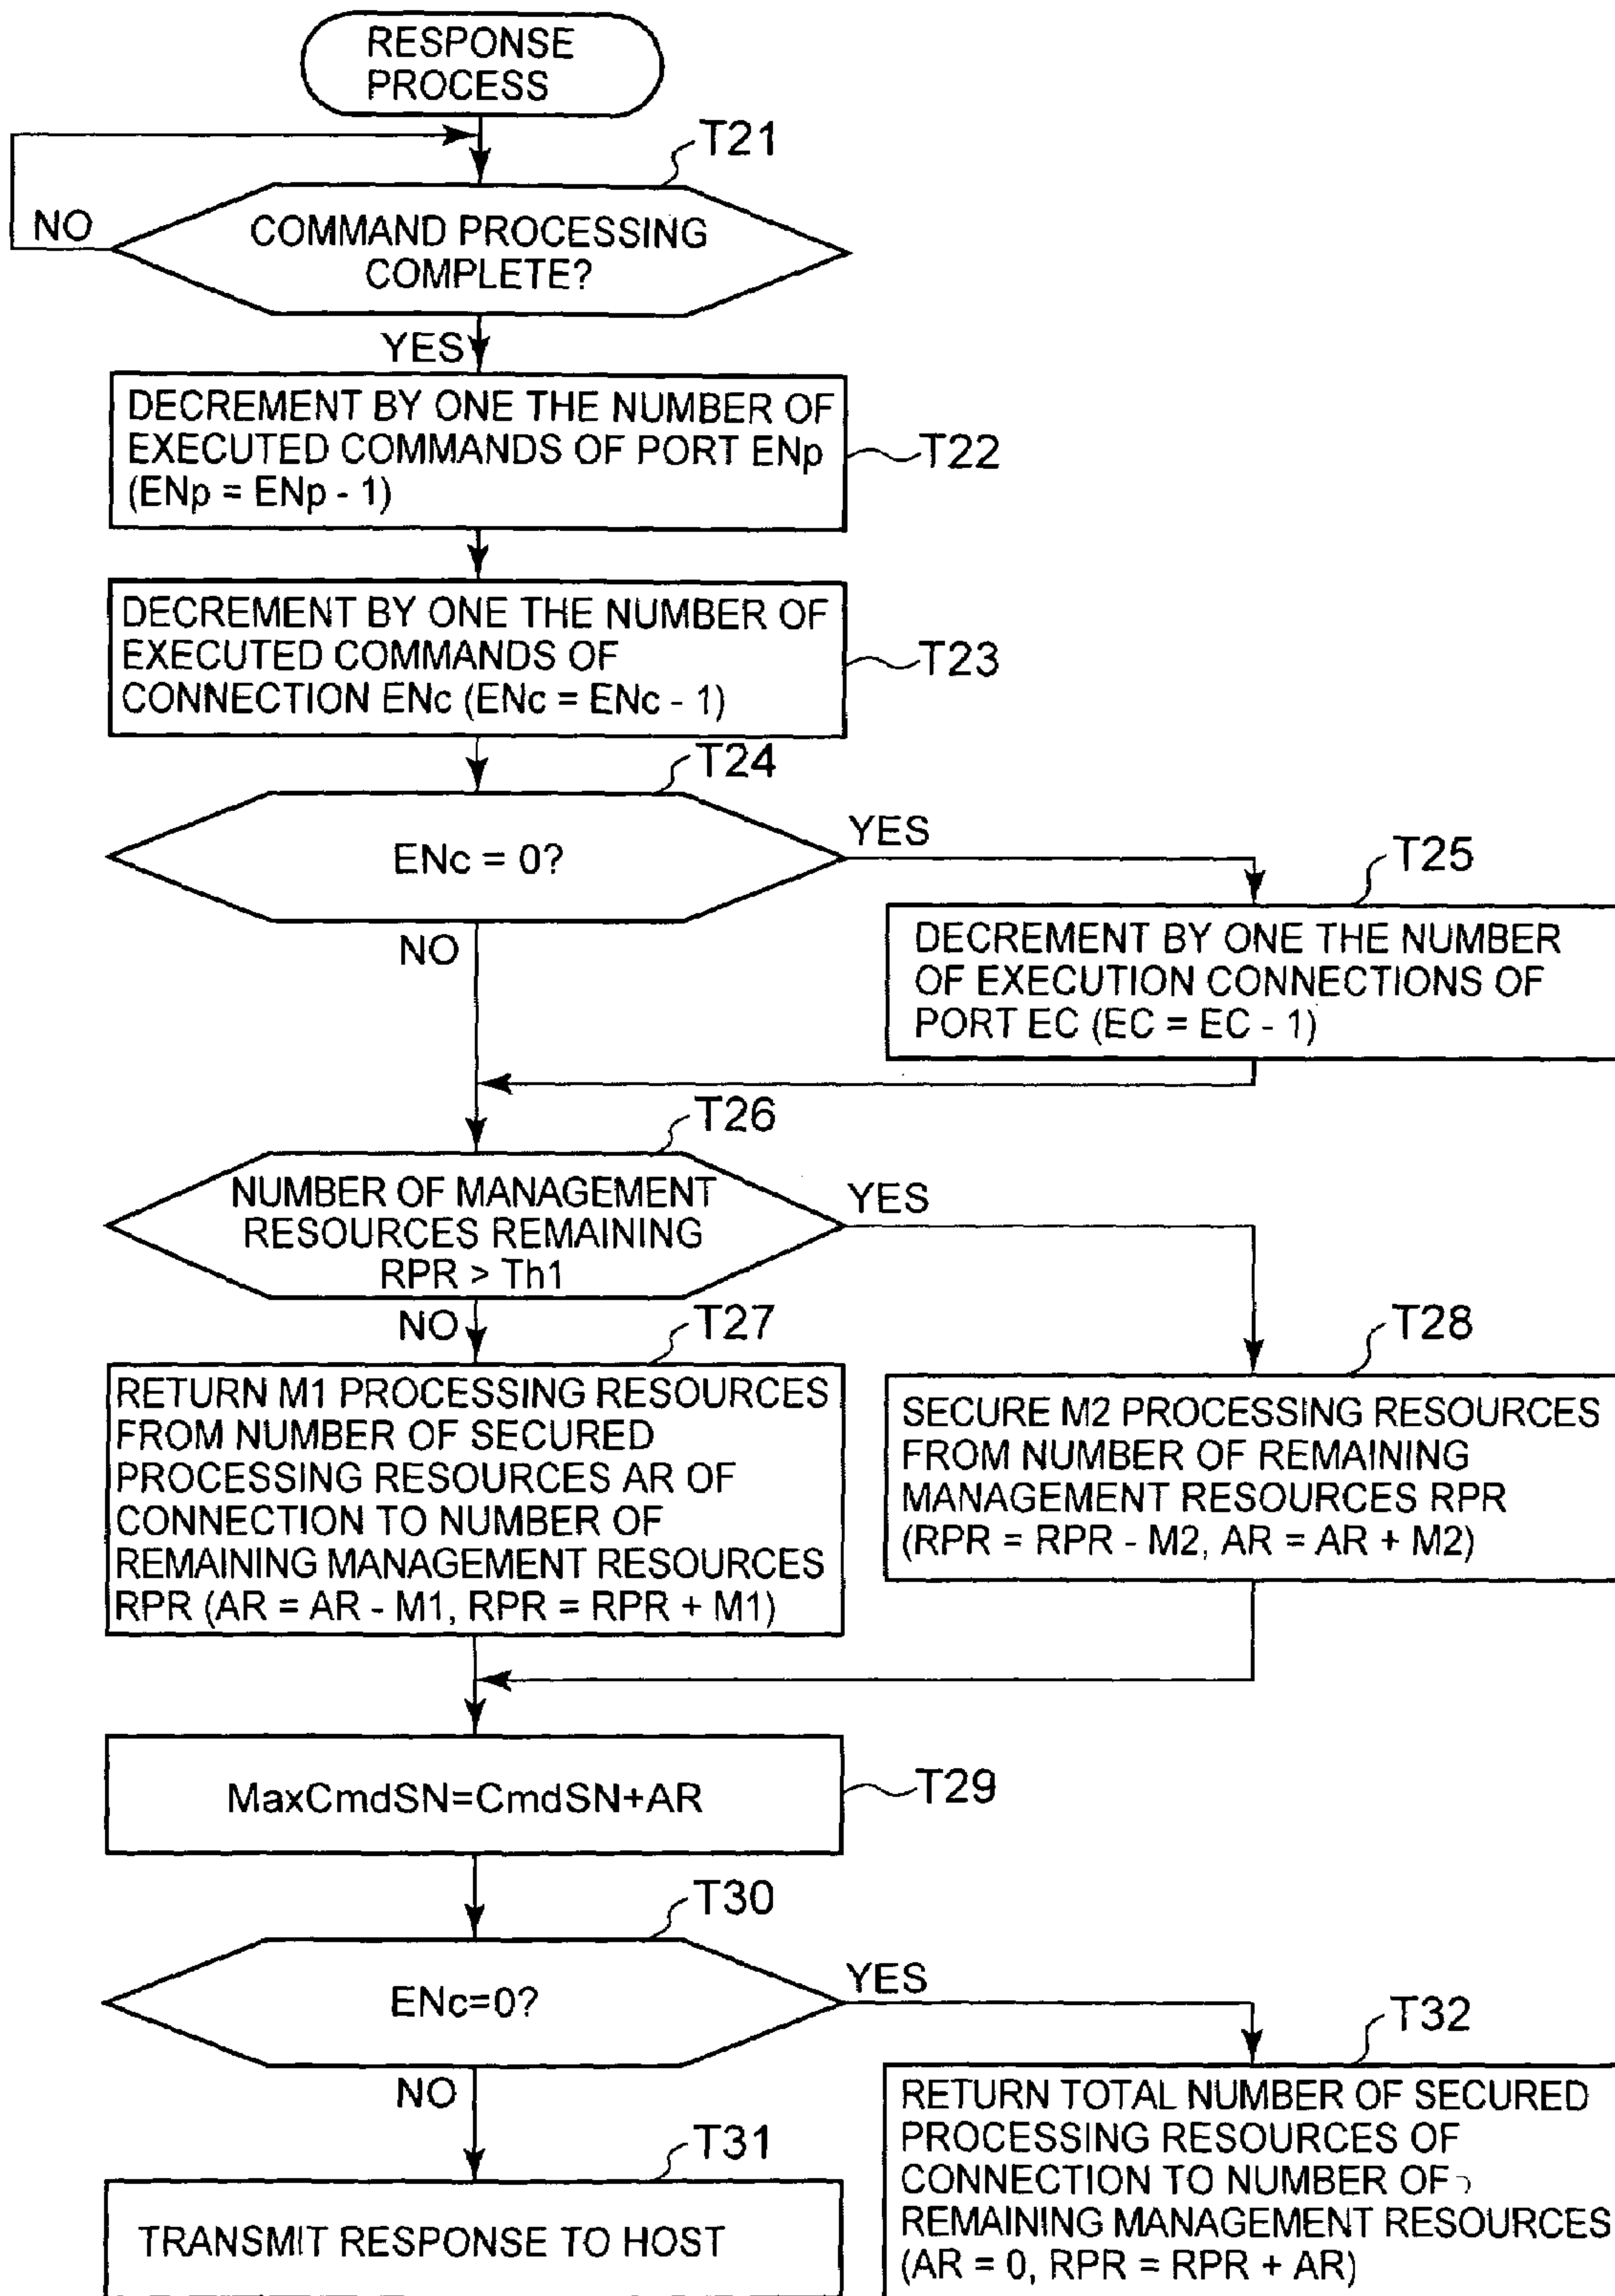 RESPONSE
PROCESS
T21
NO
COMMAND PROCESSING
COMPLETE?
YES
DECREMENT BY ONE THE NUMBER OF
EXECUTED COMMANDS OF PORT ENp
(ENp = ENp - 1)
T22
DECREMENT BY ONE THE NUMBER OF
EXECUTED COMMANDS OF
CONNECTION ENc (ENc = ENc - 1)
T23
T24
ENc = 0?
YES
NO
T25
DECREMENT BY ONE THE NUMBER
OF EXECUTION CONNECTIONS OF
PORT EC (EC = EC - 1)
T26
NUMBER OF MANAGEMENT
RESOURCES REMAINING
RPR > Th1
YES
NO
T27
RETURN M1 PROCESSING RESOURCES
FROM NUMBER OF SECURED
PROCESSING RESOURCES AR OF
CONNECTION TO NUMBER OF
REMAINING MANAGEMENT RESOURCES
RPR (AR = AR - M1, RPR = RPR + M1)
T28
SECURE M2 PROCESSING RESOURCES
FROM NUMBER OF REMAINING
MANAGEMENT RESOURCES RPR
(RPR = RPR - M2, AR = AR + M2)
MaxCmdSN=CmdSN+AR
T29
T30
ENc=0?
YES
NO
T31
TRANSMIT RESPONSE TO HOST
T32
RETURN TOTAL NUMBER OF SECURED
PROCESSING RESOURCES OF
CONNECTION TO NUMBER OF
REMAINING MANAGEMENT RESOURCES
(AR = 0, RPR = RPR + AR)